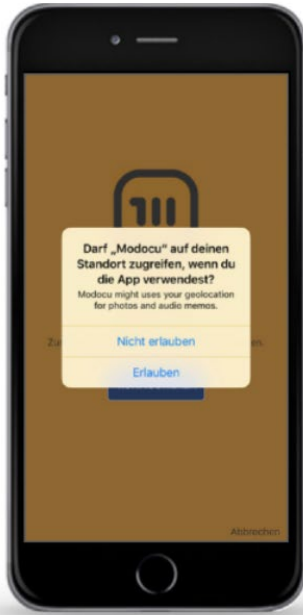 Darf „Modocu“ auf deinen
Standort zugreifen, wenn du
die App verwendest?
Modocu might uses your geolocation
for photos and audio memos.
Nicht erlauben
Erlauben
Abbrechen